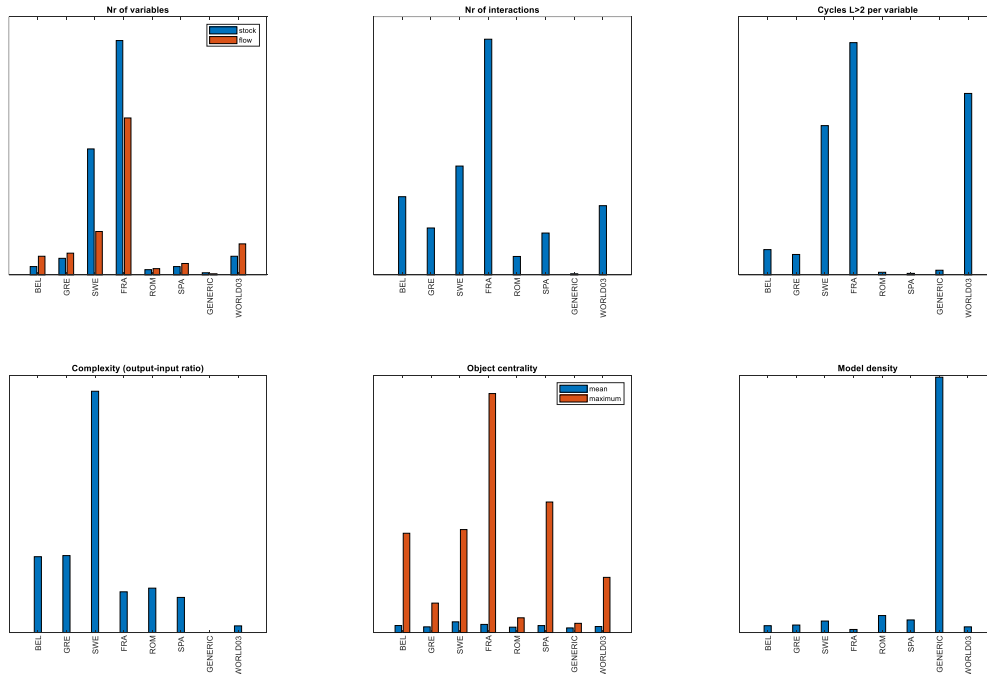 Nr of variables
stock
flow
BEL
GRE
SWE
FRA
ROM
SPA
GENERIC
WORLD03
Nr of interactions
BEL
GRE
SWE
FRA
ROM
SPA
GENERIC
WORLD03
Cycles L>2 per variable
BEL
GRE
SWE
FRA
ROM
SPA
GENERIC
WORLD03
Complexity (output-input ratio)
BEL
GRE
SWE
FRA
ROM
SPA
GENERIC
WORLD03
Object centrality
mean
maximum
BEL
GRE
SWE
FRA
ROM
SPA
GENERIC
WORLD03
Model density
BEL
GRE
SWE
FRA
ROM
SPA
GENERIC
WORLD03